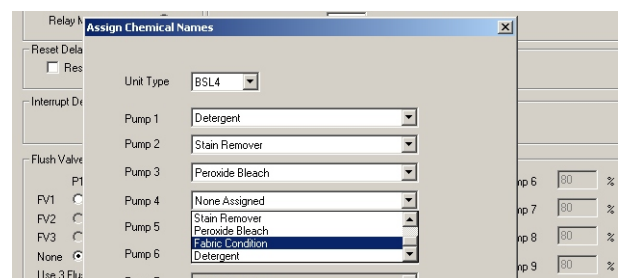 Relay
Assign Chemical Names
Reset Dela
Res
Unit Type BSL4
Interrupt De
Pump 1 Detergent
Pump 2 Stain Remover
Pump 3 Peroxide Bleach
Flush Valve
P1
Pump 4 None Assigned
mp 6 80 %
FV1
Stain Remover
Peroxide Bleach
Pump 5
mp 7 80 %
FV2
Fabric Condition
FV3
mp 8 80 %
Detergent
None
Pump 6
mp 9 80 %
Use 3 Flu